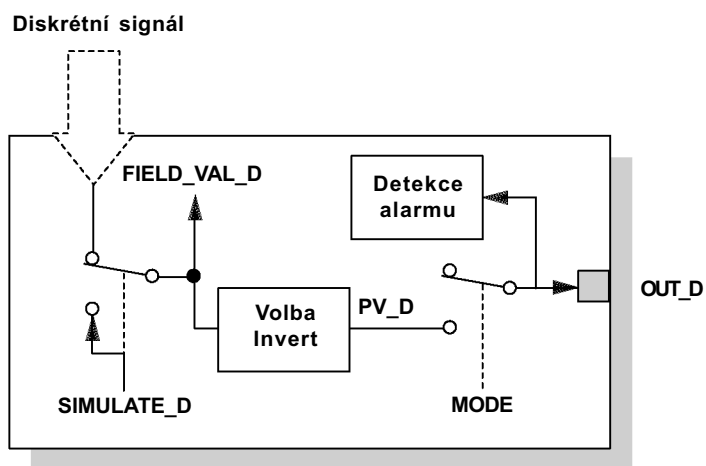 Diskrétní signál
FIELD_VAL_D
Detekce
alarmu
OUT_D
Volba
Invert
PV_D
SIMULATE_D
MODE